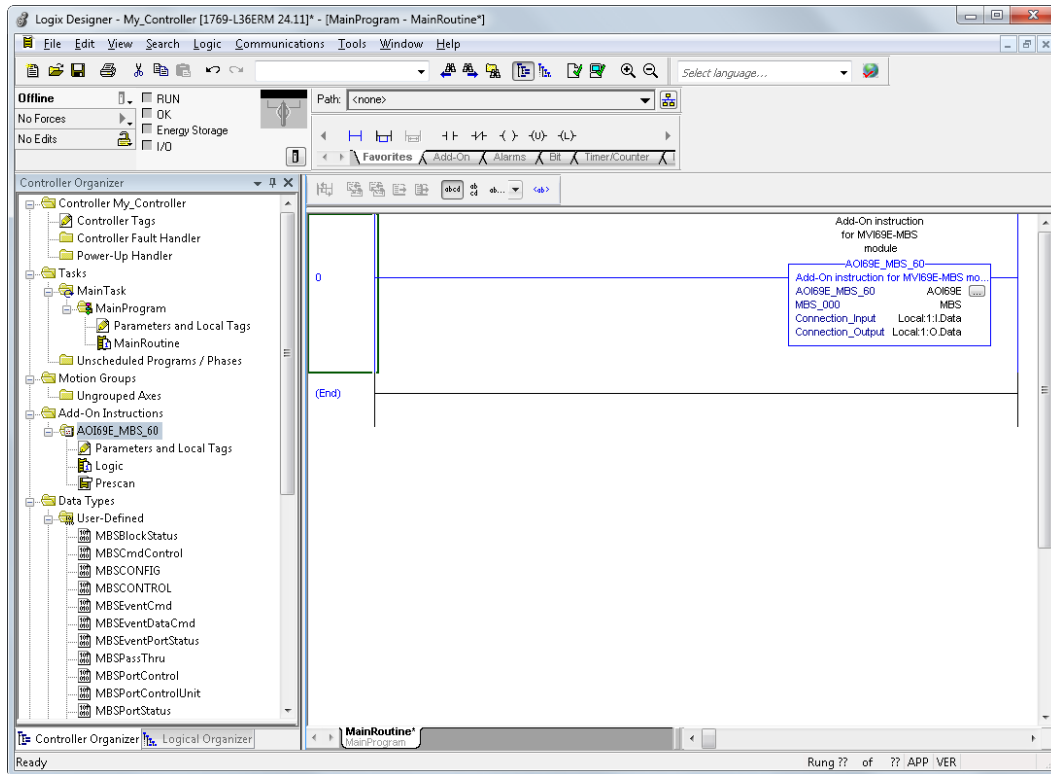 Logix Designer - My_Controller [1769-L36ERM 24.11]* - [MainProgram - MainRoutine*]
File Edit View Search Logic Communications Tools Window Help
Select language...
Offline
RUN
No Forces
OK
Energy Storage
No Edits
I/O
Path: <none>
Favorites Add-On Alarms Bit Timer/Counter
Controller Organizer
Controller My_Controller
Controller Tags
Controller Fault Handler
Power-Up Handler
Tasks
MainTask
MainProgram
Parameters and Local Tags
MainRoutine
Unscheduled Programs / Phases
Motion Groups
Ungrouped Axes
Add-On Instructions
AOI69E_MBS_60
Parameters and Local Tags
Logic
Prescan
Data Types
User-Defined
MBSBlockStatus
MBSCmdControl
MBSCONFIG
MBSCONTROL
MBSEventCmd
MBSEventDataCmd
MBSEventPortStatus
MBSPassThru
MBSPortControl
MBSPortControlUnit
MBSPortStatus
Controller Organizer Logical Organizer
abcd ab cd ab... <ab>
0
Add-On instruction
for MVI69E-MBS
module
AOI69E_MBS_60
Add-On instruction for MVI69E-MBS mo...
AOI69E_MBS_60 AOI69E ...
MBS_000 MBS
Connection_Input Local:1:I.Data
Connection_Output Local:1:O.Data
(End)
MainRoutine*
MainProgram
Ready
Rung ?? of ?? APP VER